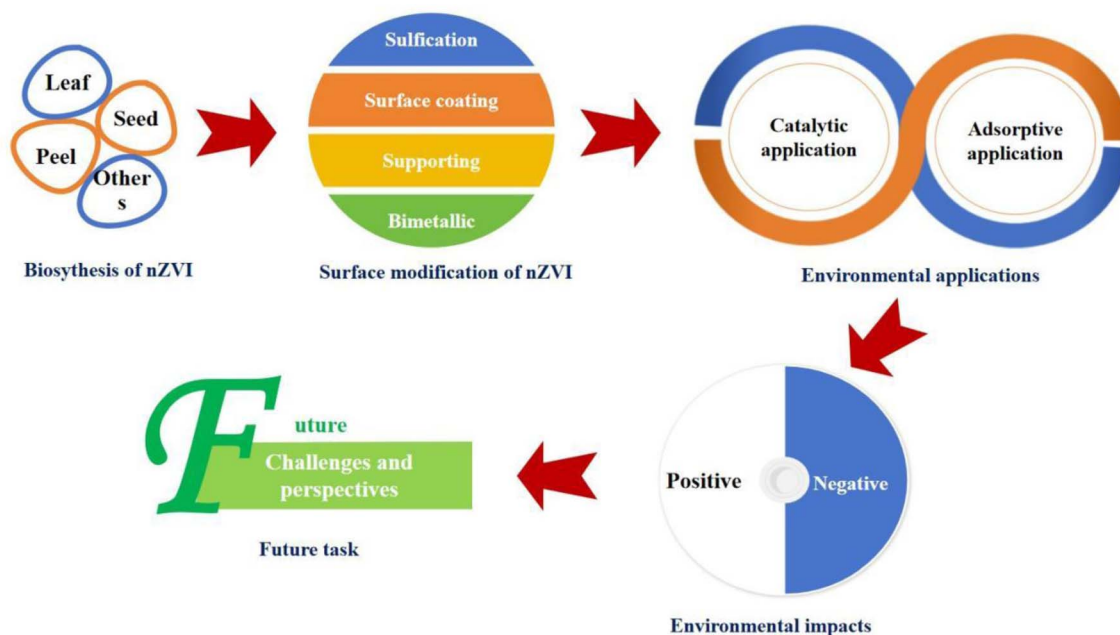 Leaf
Seed
Peel
Other
s
Biosythesis of nZVI
Sulfication
Surface coating
Supporting
Bimetallic
Surface modification of nZVI
Catalytic
application
Adsorptive
application
Environmental applications
Positive
Negative
Environmental impacts
Future
Challenges and
perspectives
Future task